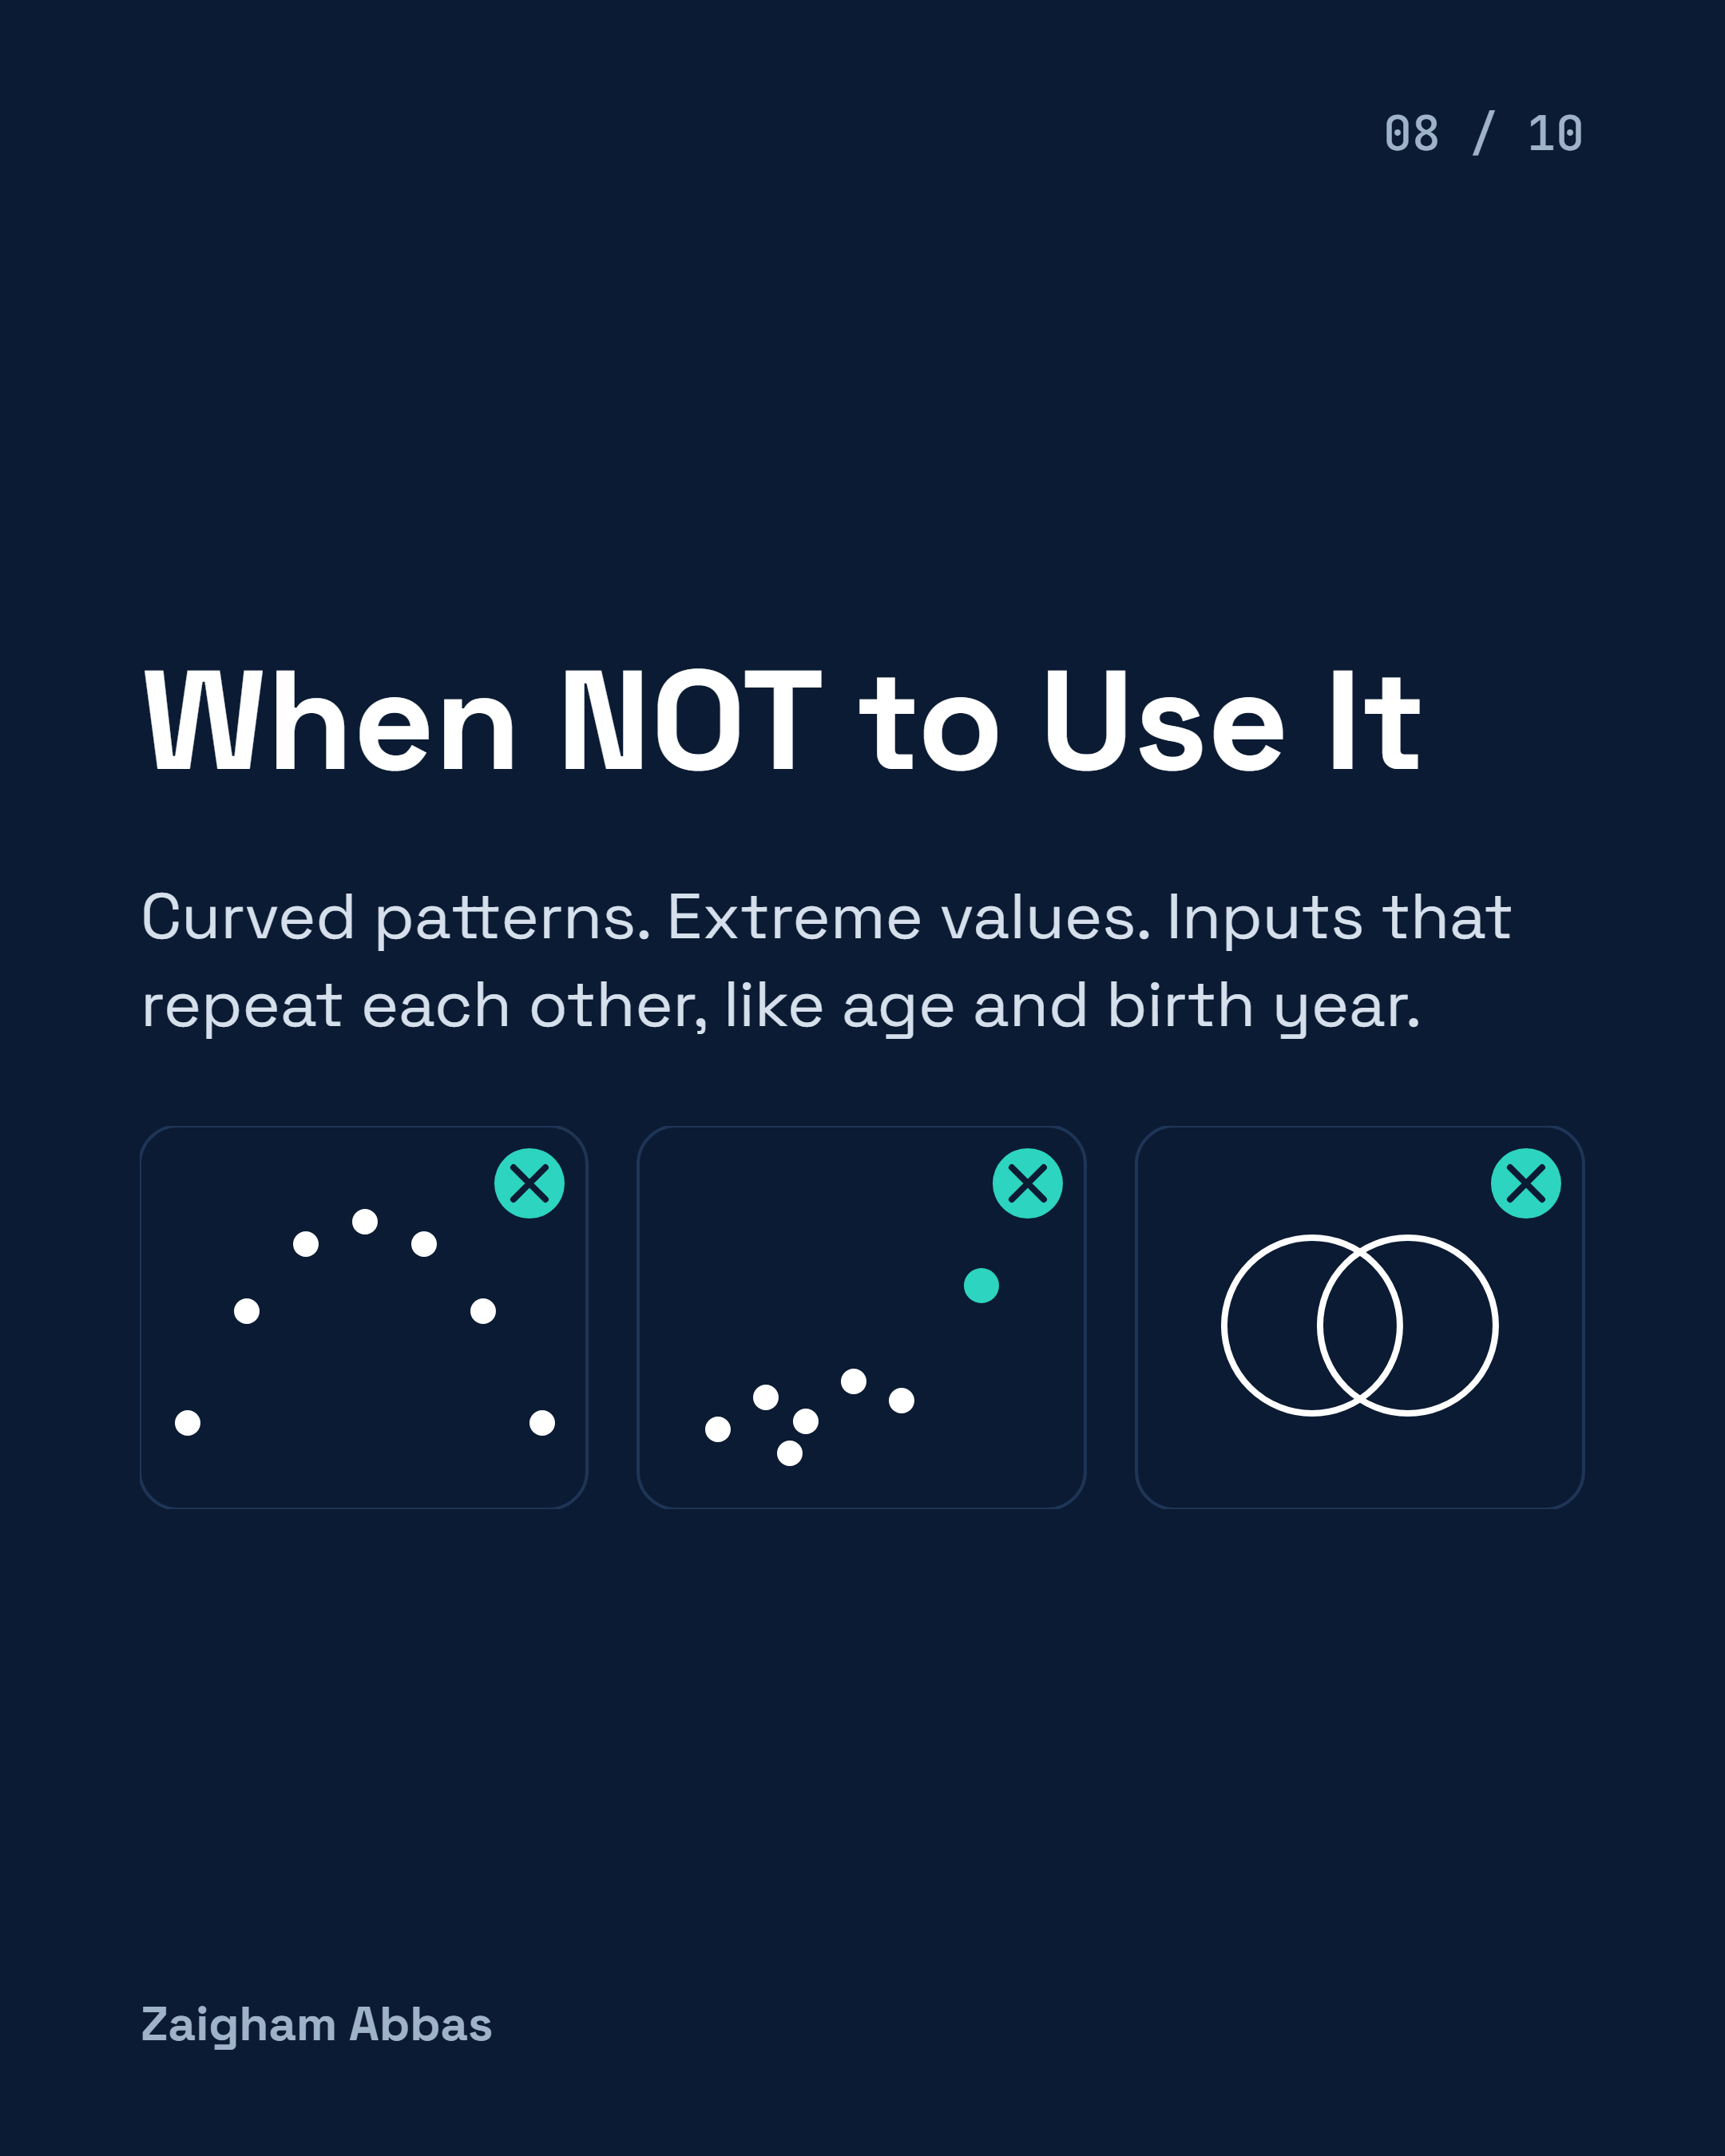 08 / 10
When NOT to Use It
Curved patterns. Extreme values. Inputs that
repeat each other, like age and birth year.
Zaigham Abbas